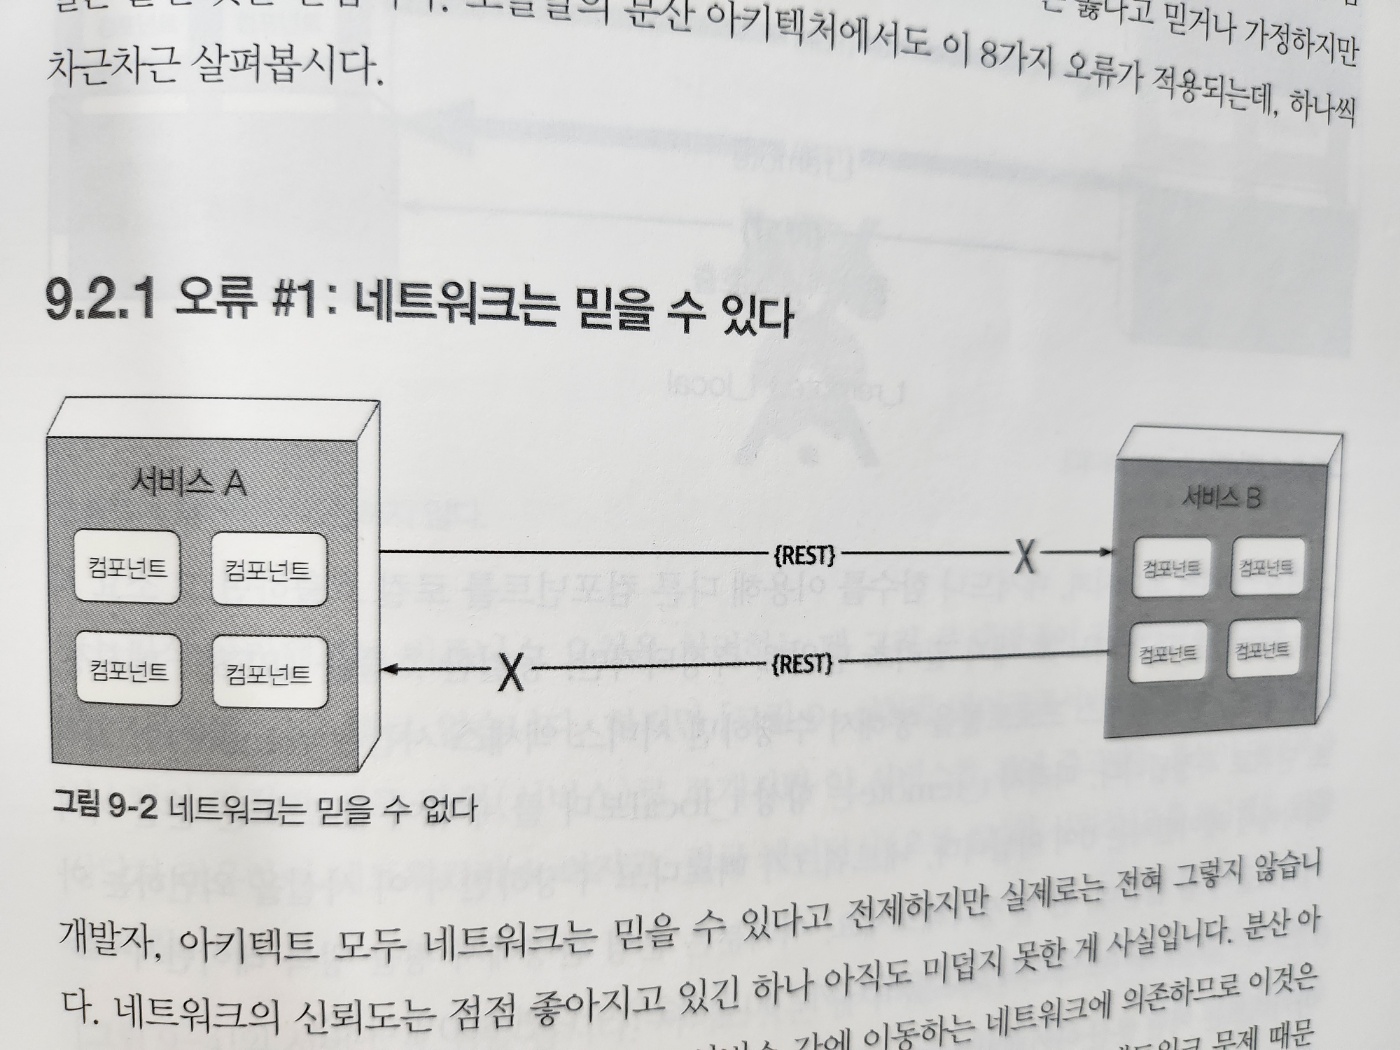 분산 아키텍처에서도 이 8가지 오류가 적용되는데, 하나씩
믿거나 가정하지만
차근차근 살펴봅시다.
9.2.1 오류 #1: 네트워크는 믿을 수 있다
서비스 A
컴포넌트 컴포넌트
컴포넌트 컴포넌트
{REST} X
X {REST}
서비스 B
컴포넌트 컴포넌트
컴포넌트 컴포넌트
그림 9-2 네트워크는 믿을 수 없다
개발자, 아키텍트 모두 네트워크는 믿을 수 있다고 전제하지만 실제로는 전혀 그렇지 않습니
다. 네트워크의 신뢰도는 점점 좋아지고 있긴 하나 아직도 미덥지 못한 게 사실입니다. 분산 아
간에 이동하는 네트워크에 의존하므로 이것은
문제 때문